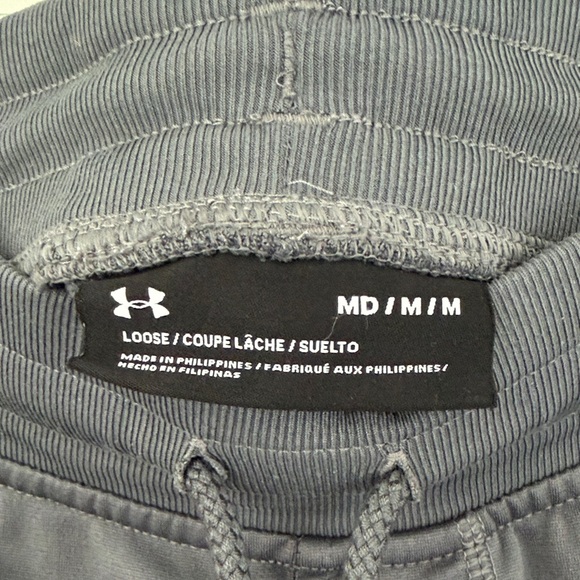 MD / M / M
LOOSE / COUPE LÂCHE / SUELTO
MADE IN PHILIPPINES / FABRIQUÉ AUX PHILIPPINES /
HECHO EN FILIPINAS